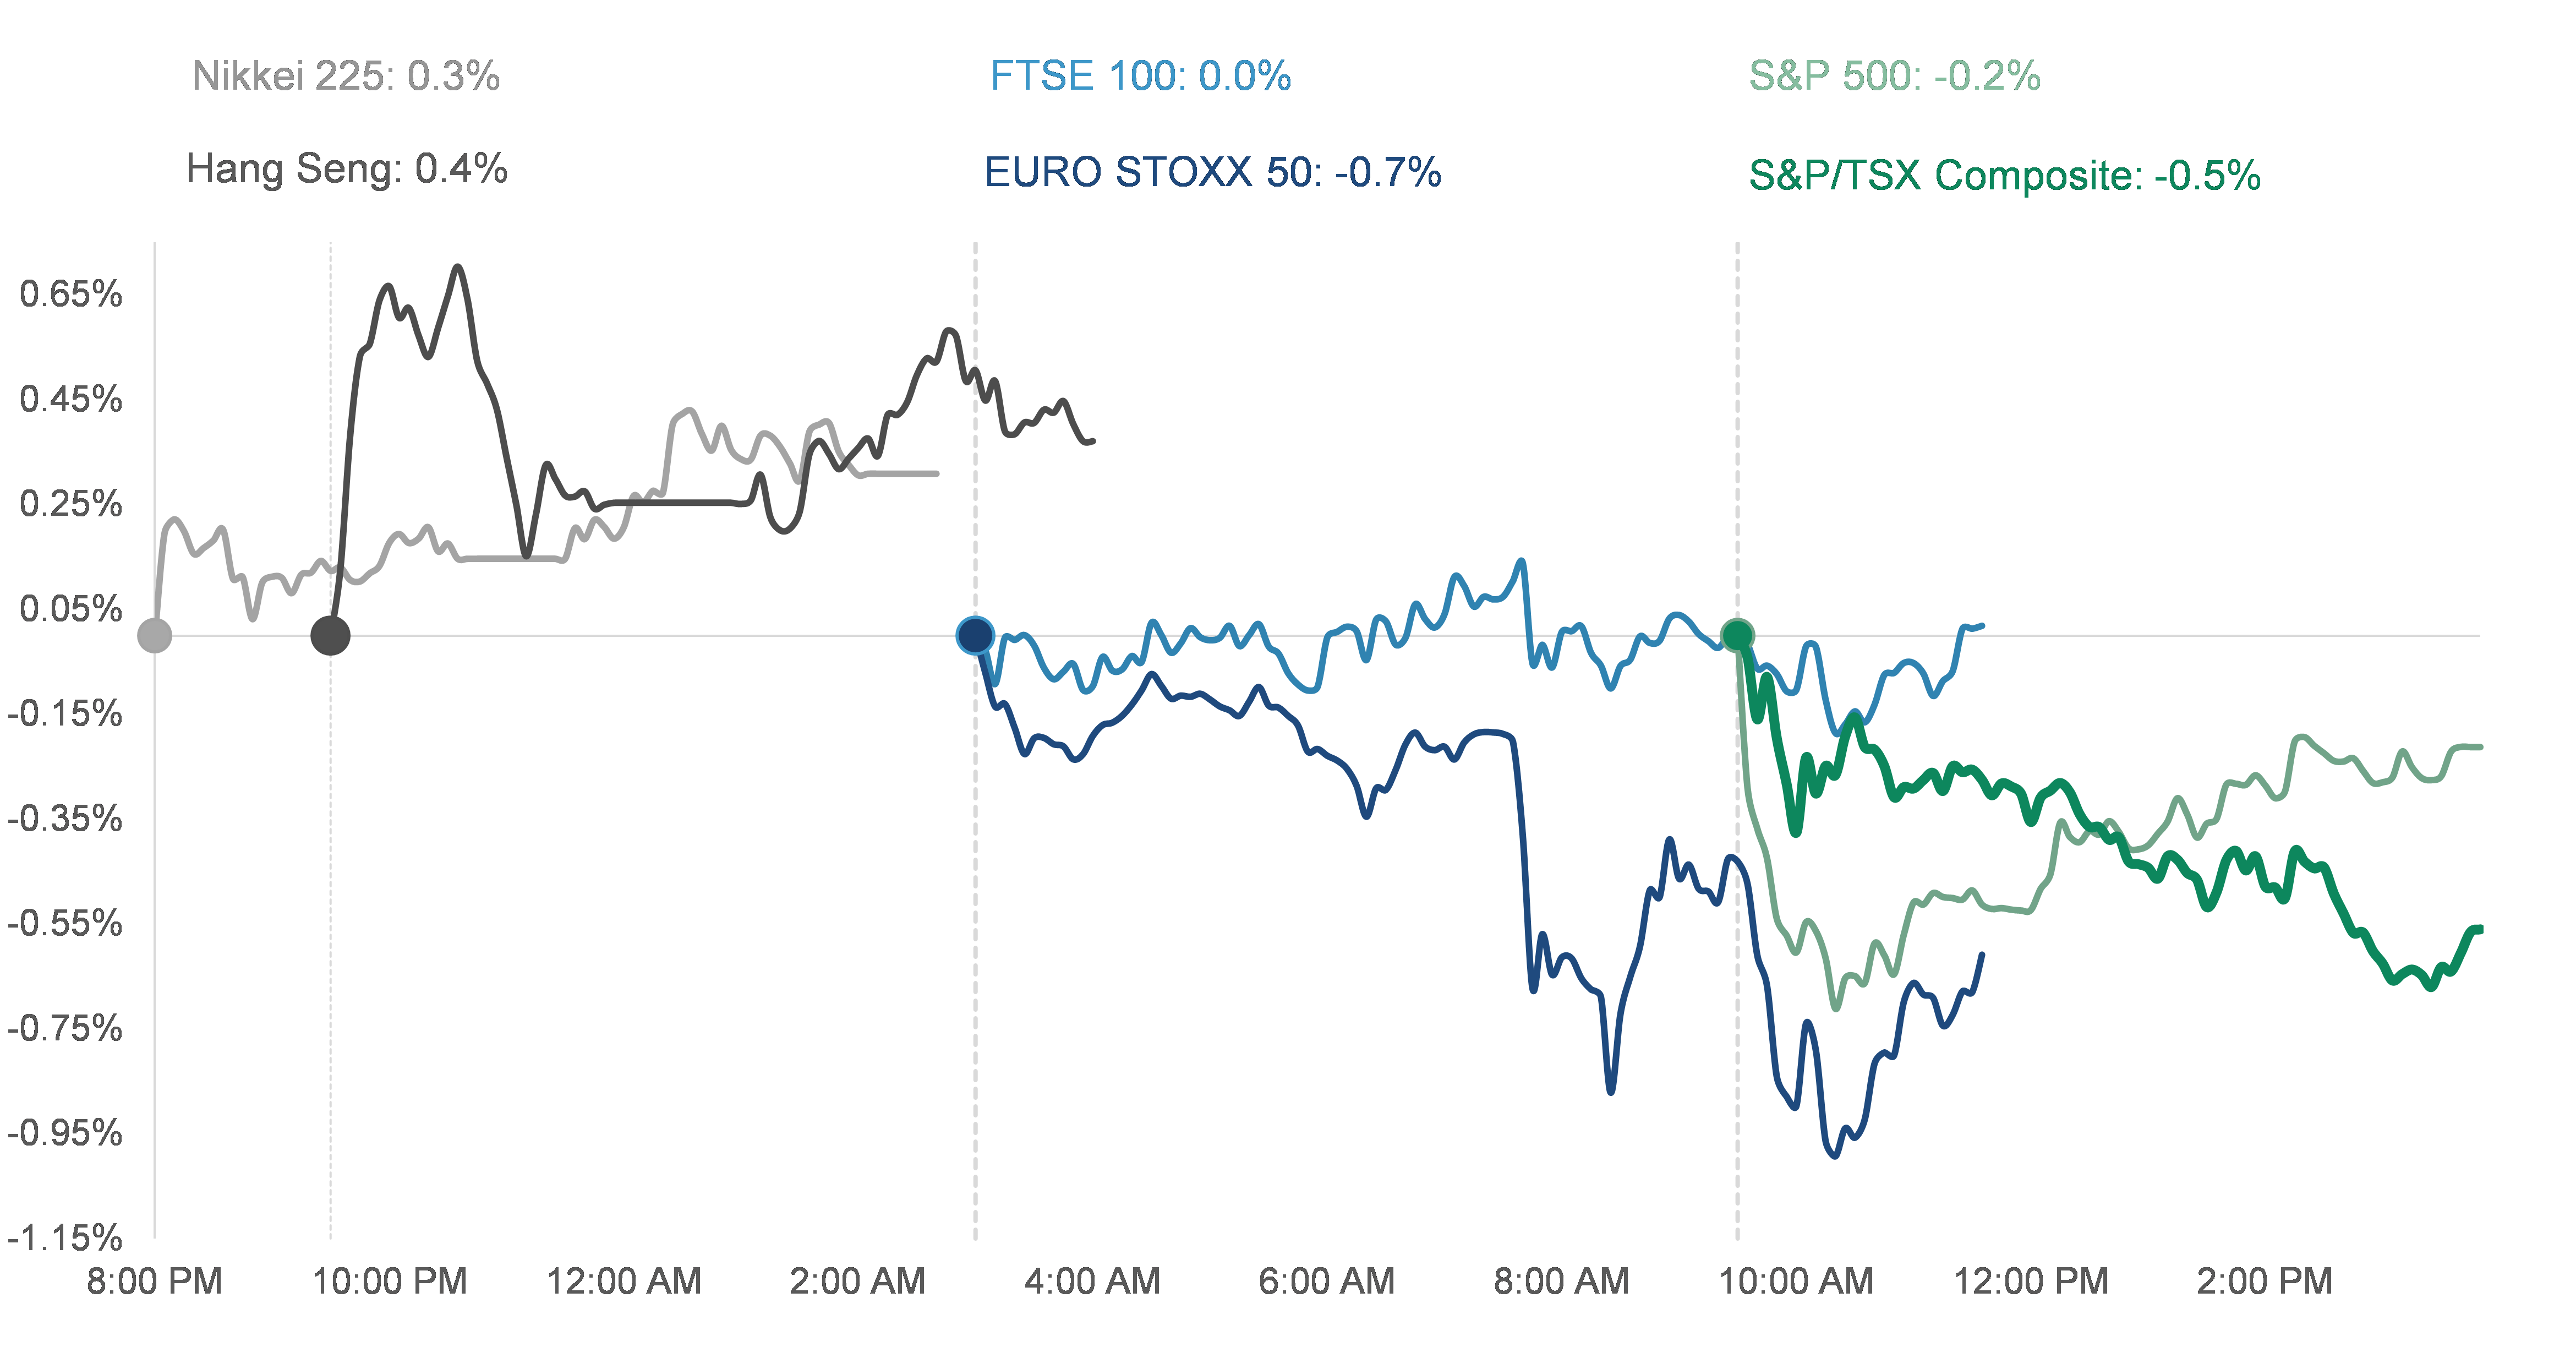 Nikkei 225: 0.3%
FTSE 100: 0.0%
S&P 500: -0.2%
Hang Seng: 0.4%
EURO STOXX 50: -0.7%
S&P/TSX Composite: -0.5%
0.65%
0.45%
0.25%
0.05%
-0.15%
-0.35%
-0.55%
-0.75%
-0.95%
-1.15%
8:00 PM
10:00 PM
12:00 AM
2:00 AM
4:00 AM
6:00 AM
8:00 AM
10:00 AM
12:00 PM
2:00 PM